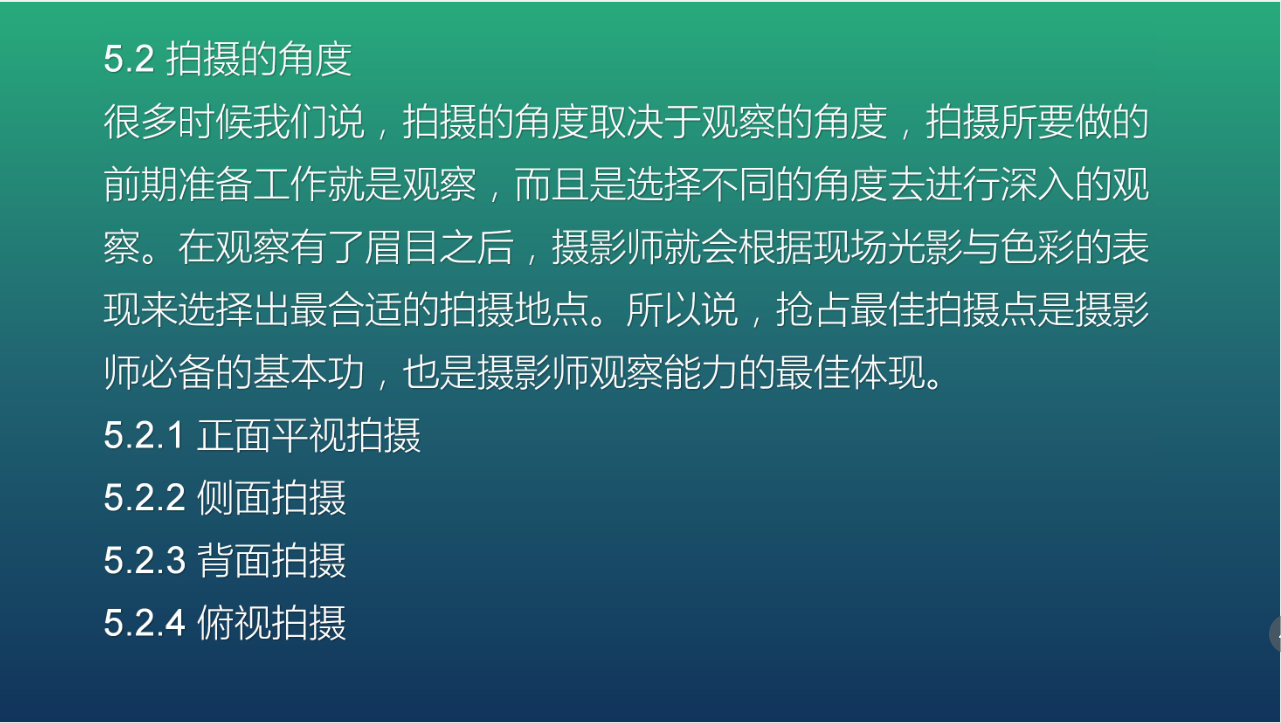 5.2 拍摄的角度
很多时候我们说，拍摄的角度取决于观察的角度，拍摄所要做的
前期准备工作就是观察，而且是选择不同的角度去进行深入的观
察。在观察有了眉目之后，摄影师就会根据现场光影与色彩的表
现来选择出最合适的拍摄地点。所以说，抢占最佳拍摄点是摄影
师必备的基本功，也是摄影师观察能力的最佳体现。
5.2.1 正面平视拍摄
5.2.2 侧面拍摄
5.2.3 背面拍摄
5.2.4 俯视拍摄